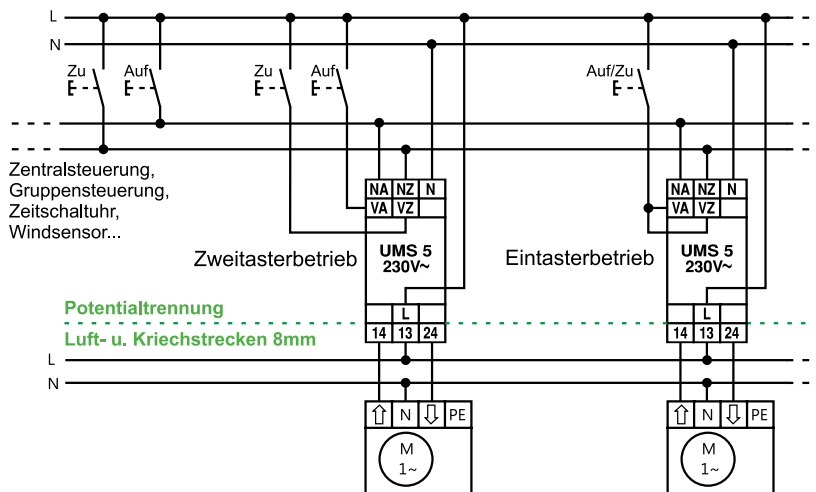 L
N
Zu
Auf
Zu
Auf
Auf/Zu
Zentralsteuerung,
Gruppensteuerung,
Zeitschaltuhr,
Windsensor...
NA NZ N
VA VZ
NA NZ N
VA VZ
Zweitasterbetrieb
UMS 5
230V~
Eintasterbetrieb
UMS 5
230V~
Potentialtrennung
L
L
Luft- u. Kriechstrecken 8mm
14 13 24
14 13 24
L
N
N PE
N PE
M
1~
M
1~